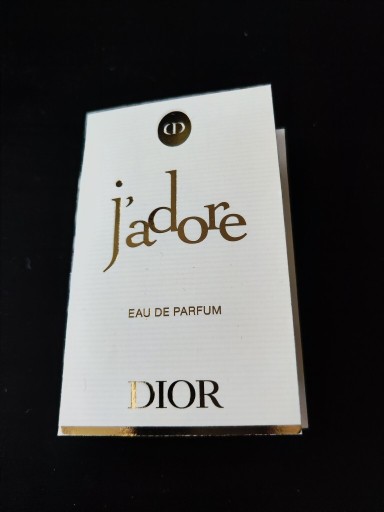 CD
j'adore
EAU DE PARFUM
DIOR